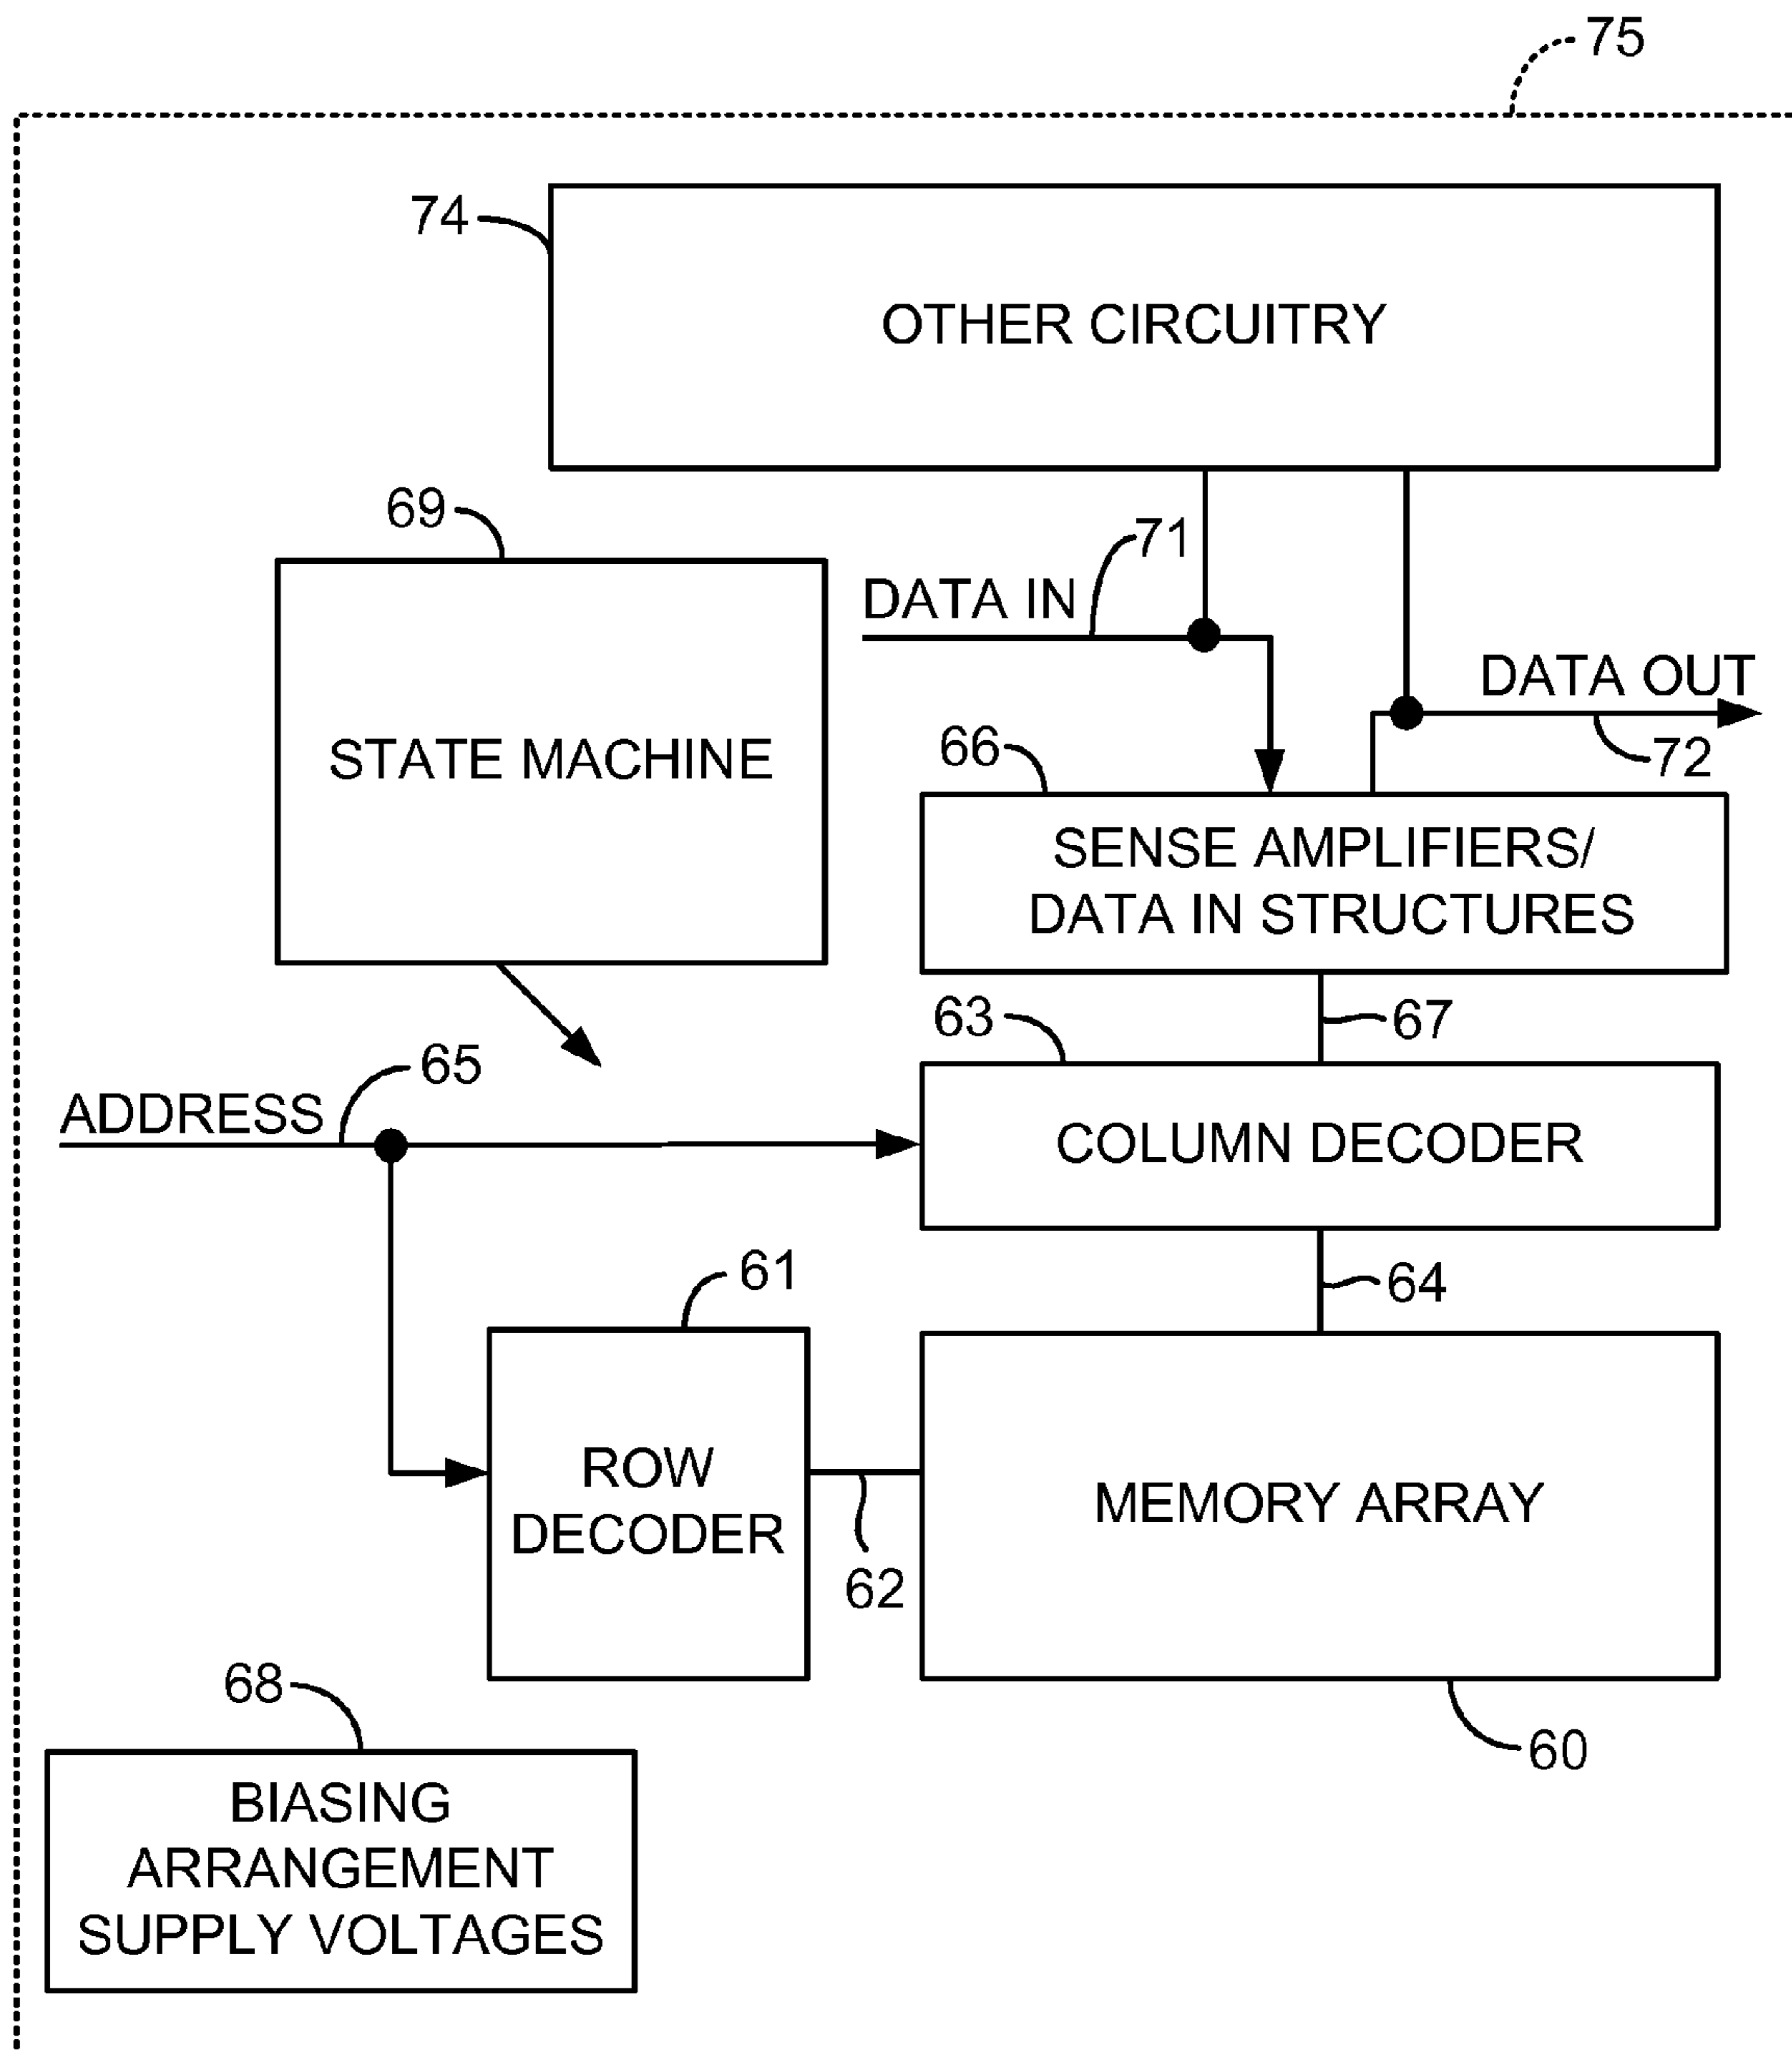 75
74
OTHER CIRCUITRY
69
71
DATA IN
DATA OUT
72
STATE MACHINE
66
SENSE AMPLIFIERS/
DATA IN STRUCTURES
63
67
65
ADDRESS
COLUMN DECODER
61
64
ROW
DECODER
62
MEMORY ARRAY
68
60
BIASING
ARRANGEMENT
SUPPLY VOLTAGES